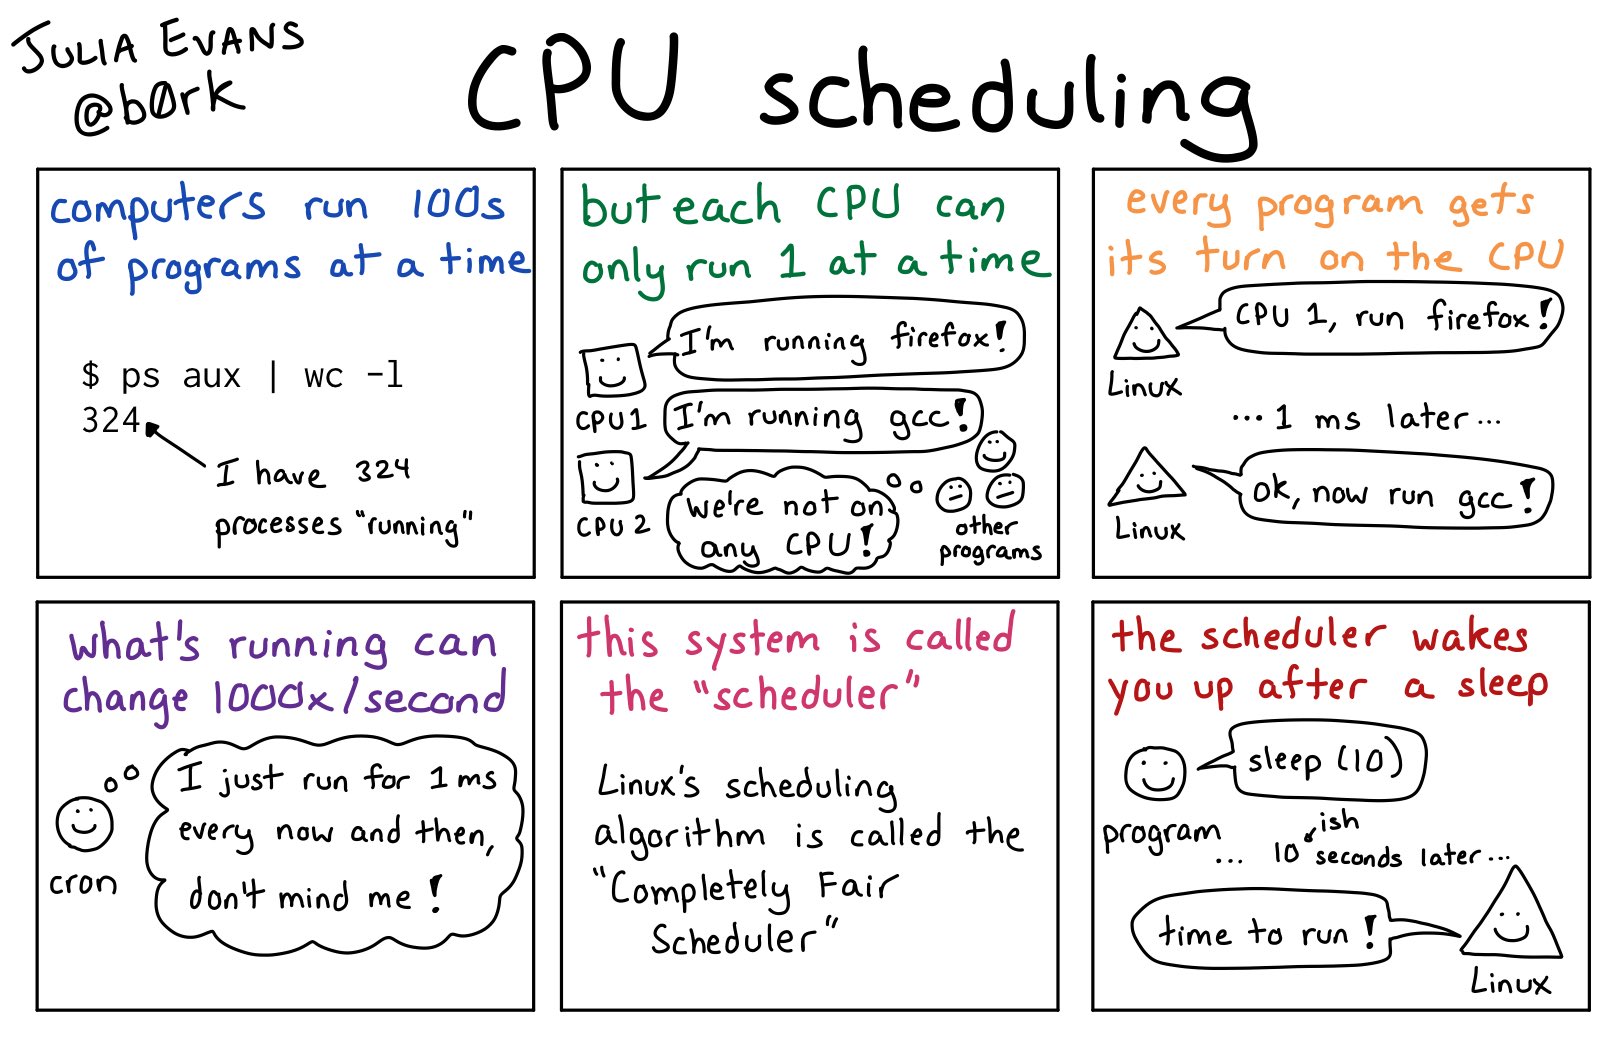 JULIA EVANS
@b0rk
CPU scheduling
computers run 100s
of programs at a time
$ ps aux | wc -l
324
I have 324
processes "running"
but each CPU can
only run 1 at a time
I'm running firefox!
CPU 1
I'm running gcc!
CPU 2
we're not on
any CPU!
other
programs
every program gets
its turn on the CPU
CPU 1, run firefox!
Linux
...1 ms later...
ok, now run gcc!
Linux
what's running can
change 1000x/second
I just run for 1 ms
every now and then,
don't mind me!
cron
this system is called
the "scheduler"
Linux's scheduling
algorithm is called the
"Completely Fair
Scheduler"
the scheduler wakes
you up after a sleep
sleep (10)
program
ish
... 10 seconds later...
time to run!
Linux